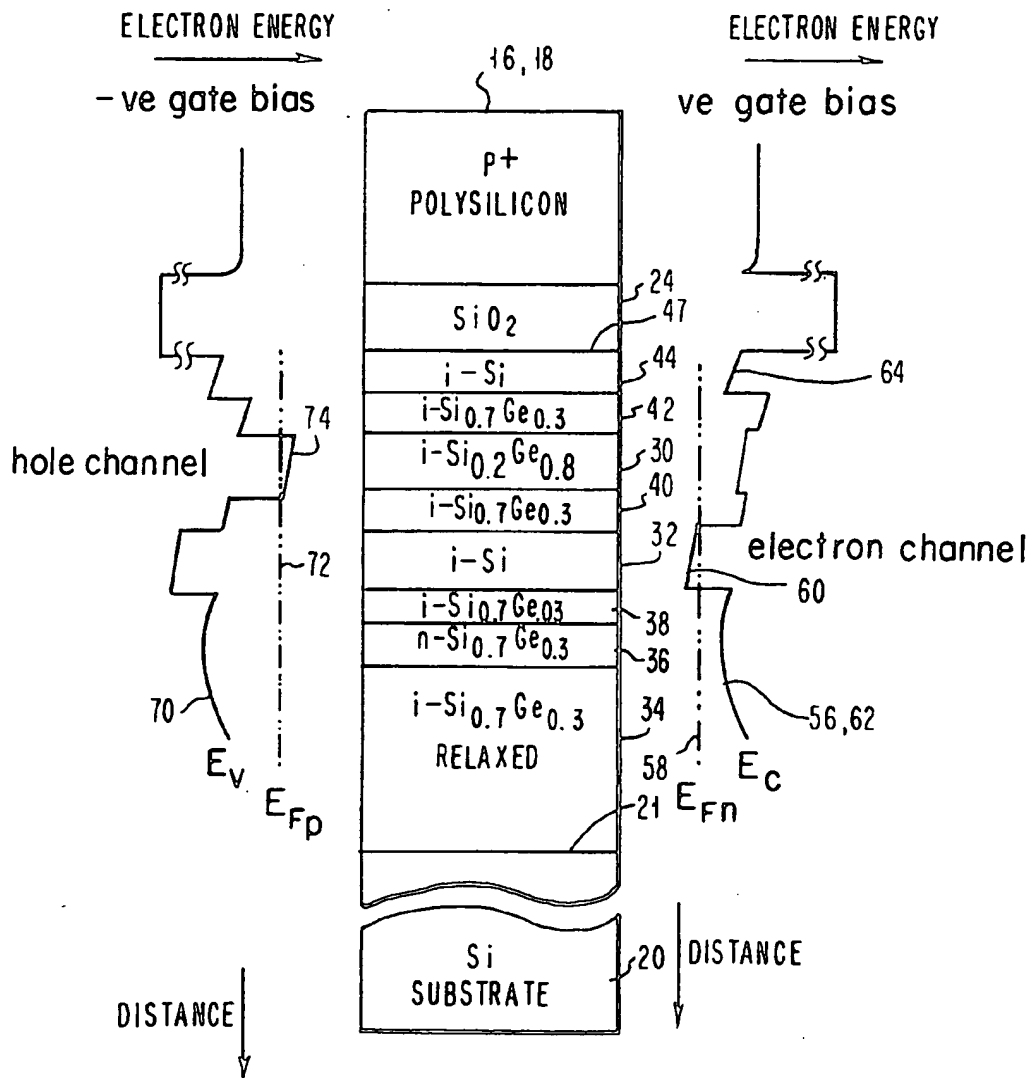 ELECTRON ENERGY
-ve gate bias
ELECTRON ENERGY
ve gate bias
16, 18
p+
POLYSILICON
24
SiO2
47
i-Si
44
64
i-Si0.7Ge0.3
42
74
hole channel
i-Si0.2Ge0.8
30
i-Si0.7Ge0.3
40
32
i-Si
electron channel
72
60
i-Si0.7Ge.03
38
n-Si0.7Ge0.3
36
70
i-Si0.7Ge0.3
RELAXED
34
56,62
Ev
58
Ec
EFp
EFn
21
Si
SUBSTRATE
20
DISTANCE
DISTANCE